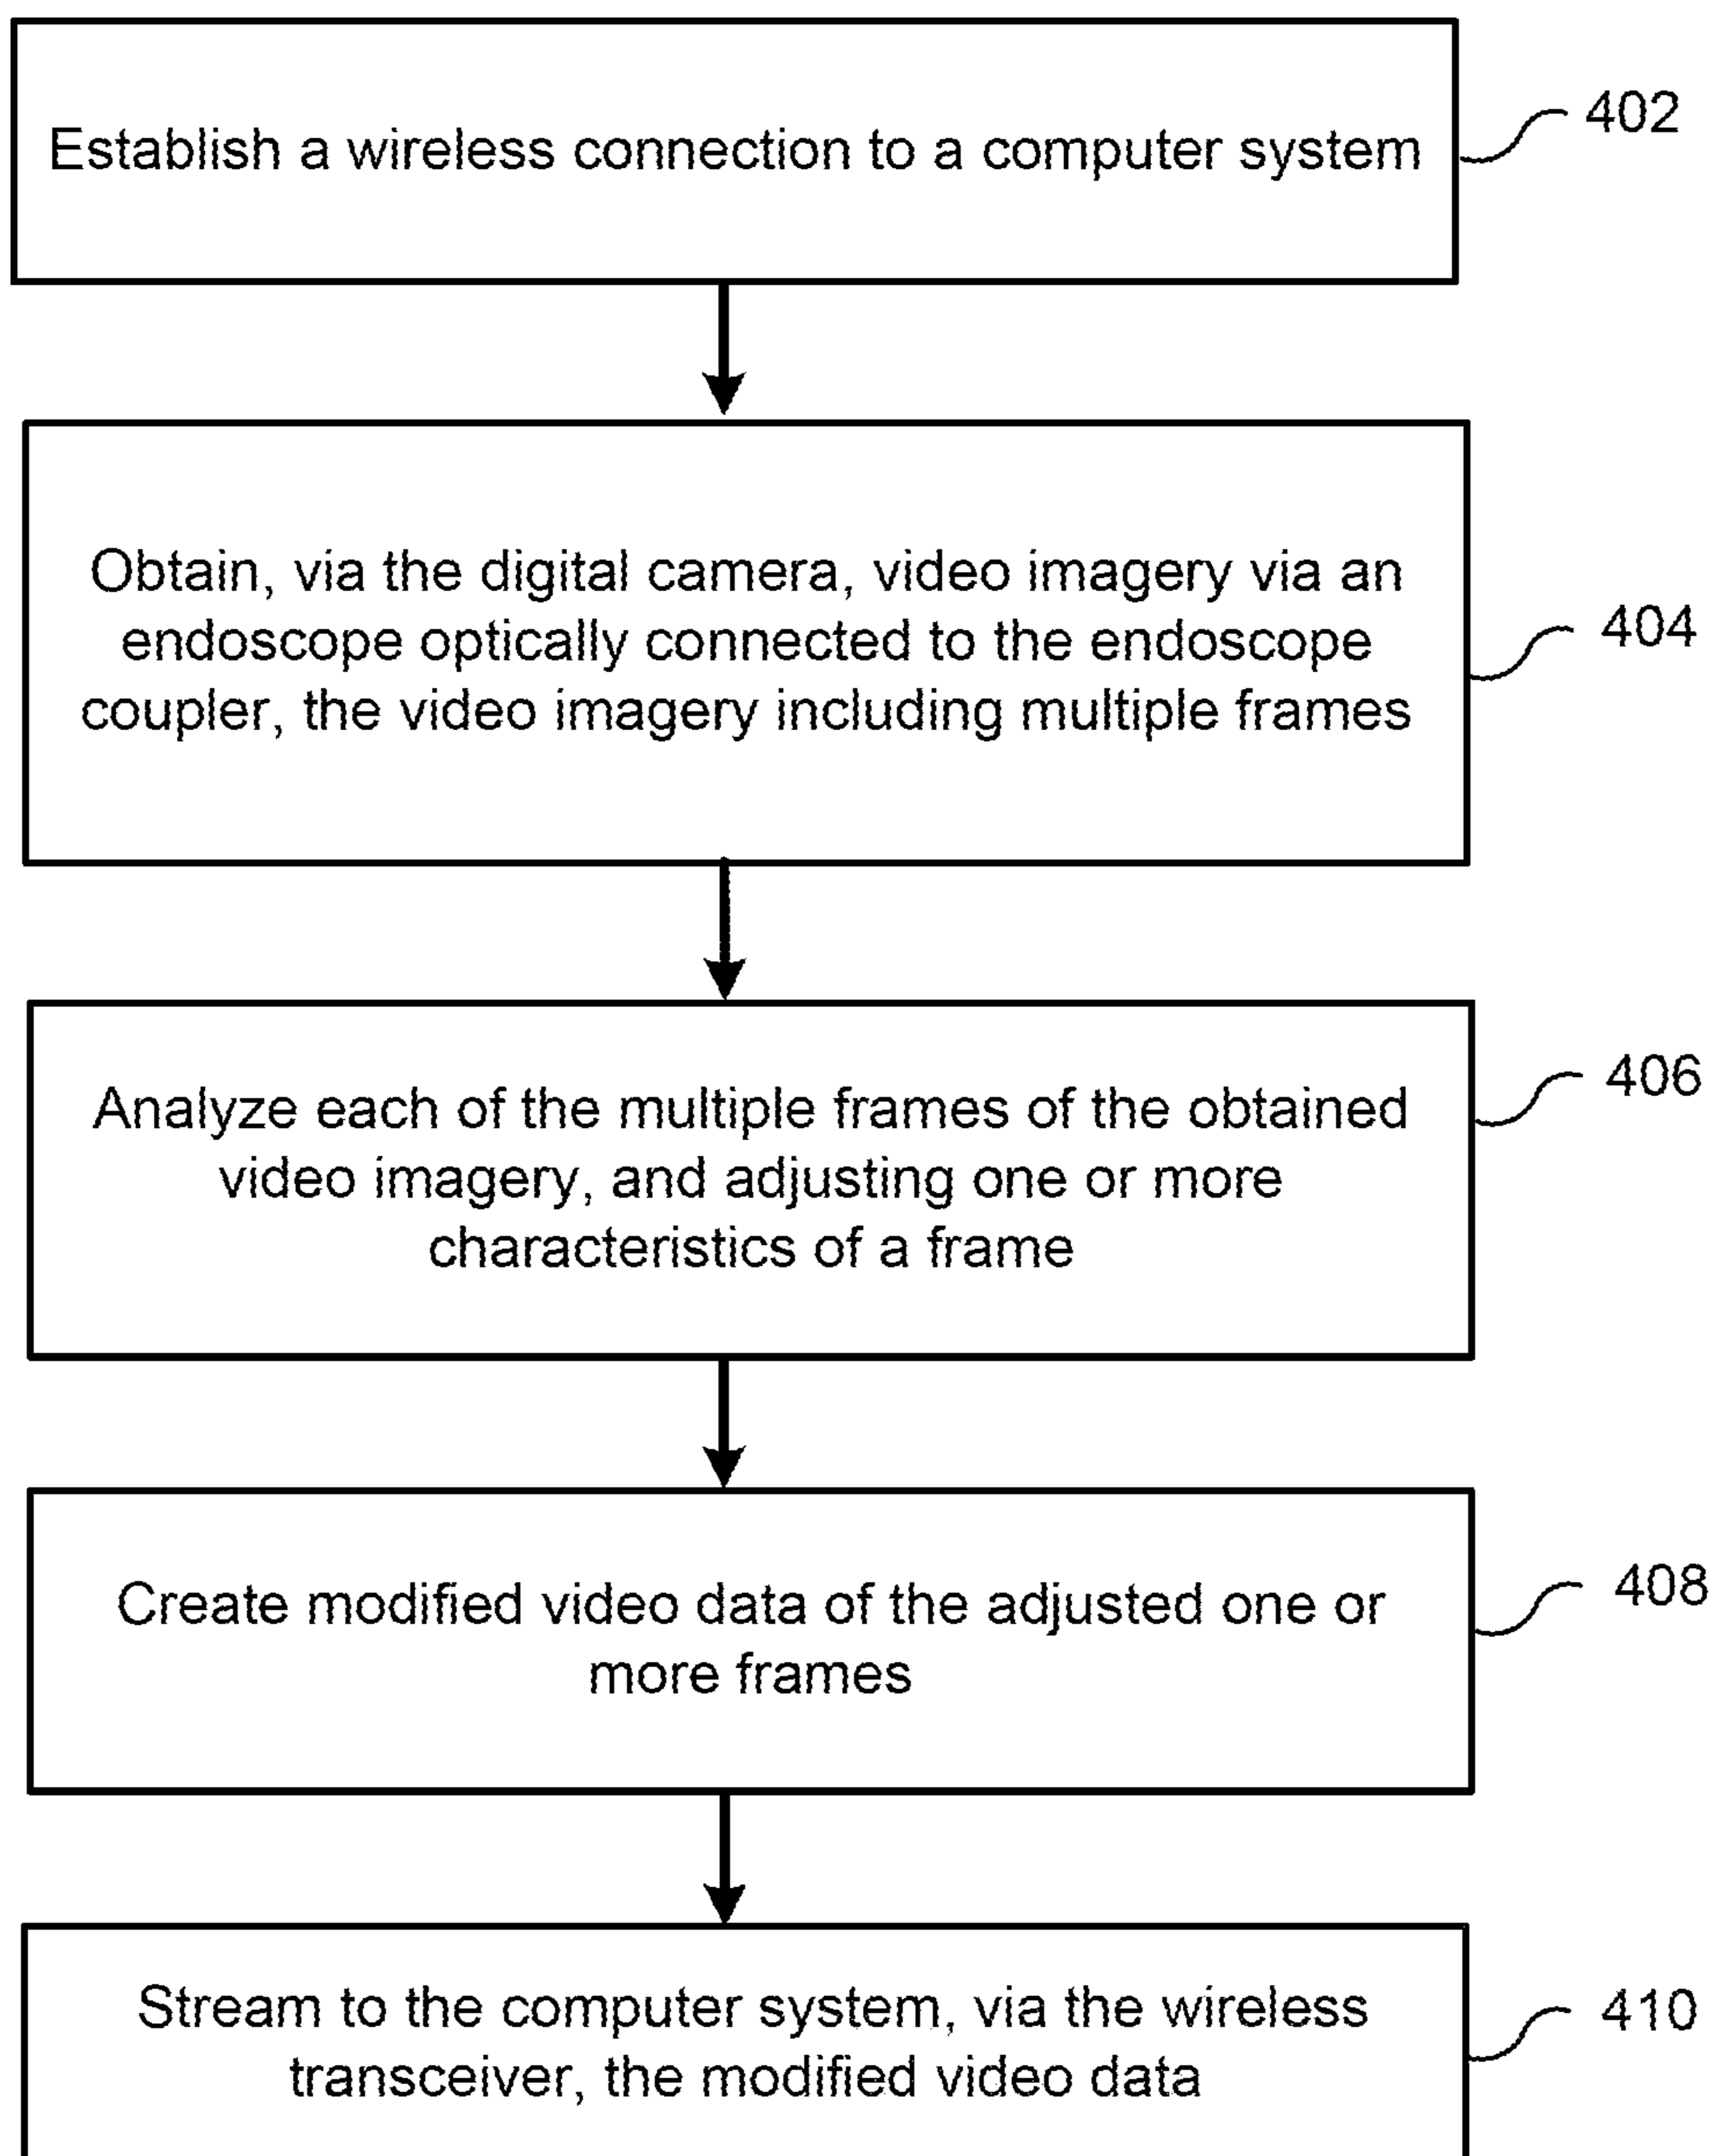 Establish a wireless connection to a computer system
402
Obtain, via the digital camera, video imagery via an
endoscope optically connected to the endoscope
coupler, the video imagery including multiple frames
404
Analyze each of the multiple frames of the obtained
video imagery, and adjusting one or more
characteristics of a frame
406
Create modified video data of the adjusted one or
more frames
408
Stream to the computer system, via the wireless
transceiver, the modified video data
410